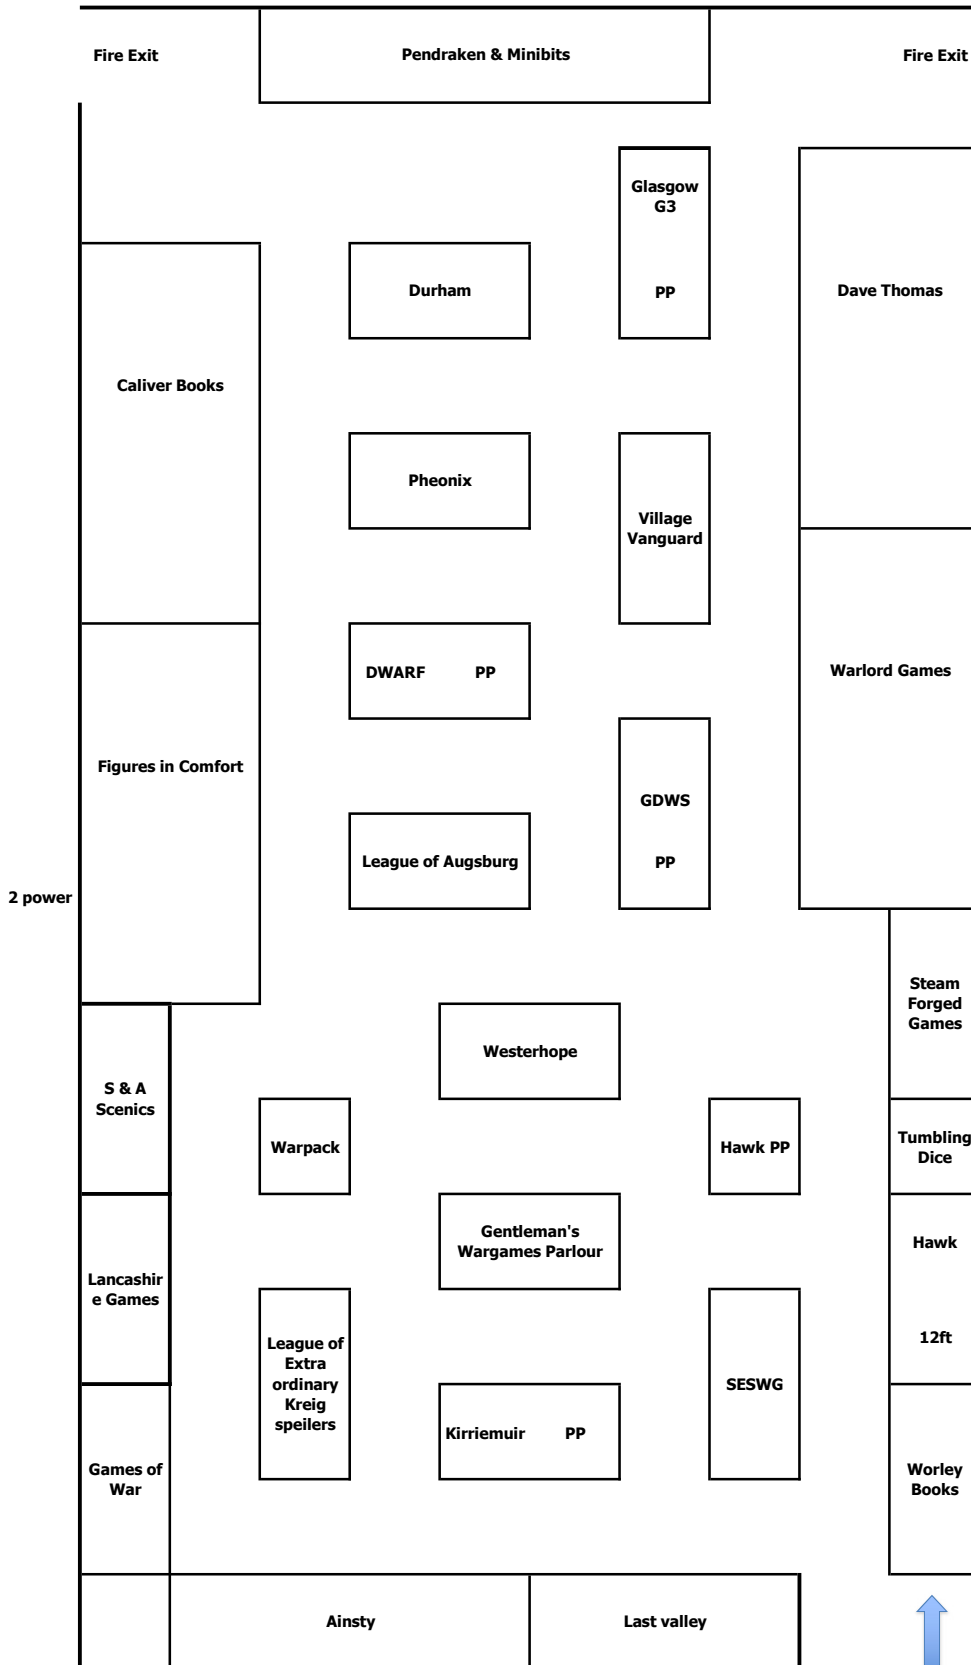 Fire Exit
Pendraken & Minibits
Fire Exit
Glasgow
G3
PP
Durham
Dave Thomas
Caliver Books
Pheonix
Village
Vanguard
DWARF PP
Warlord Games
Figures in Comfort
GDWS
PP
League of Augsburg
2 power
Steam
Forged
Games
Westerhope
S & A
Scenics
Warpack
Hawk PP
Tumbling
Dice
Gentleman's
Wargames Parlour
Hawk
12ft
Lancashir
e Games
League of
Extra
ordinary
Kreig
speilers
SESWG
Kirriemuir PP
Games of
War
Worley
Books
Ainsty
Last valley